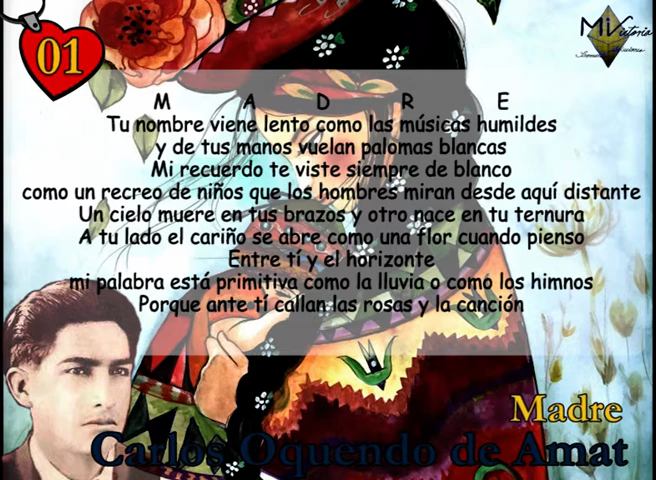 01
Mi Victoria
M A D R E
Tu nombre viene lento como las músicas humildes
y de tus manos vuelan palomas blancas
Mi recuerdo te viste siempre de blanco
como un recreo de niños que los hombres miran desde aquí distante
Un cielo muere en tus brazos y otro nace en tu ternura
A tu lado el cariño se abre como una flor cuando pienso
Entre tí y el horizonte
mi palabra está primitiva como la lluvia o como los himnos
Porque ante tí callan las rosas y la canción
Madre
Carlos Oquendo de Amat